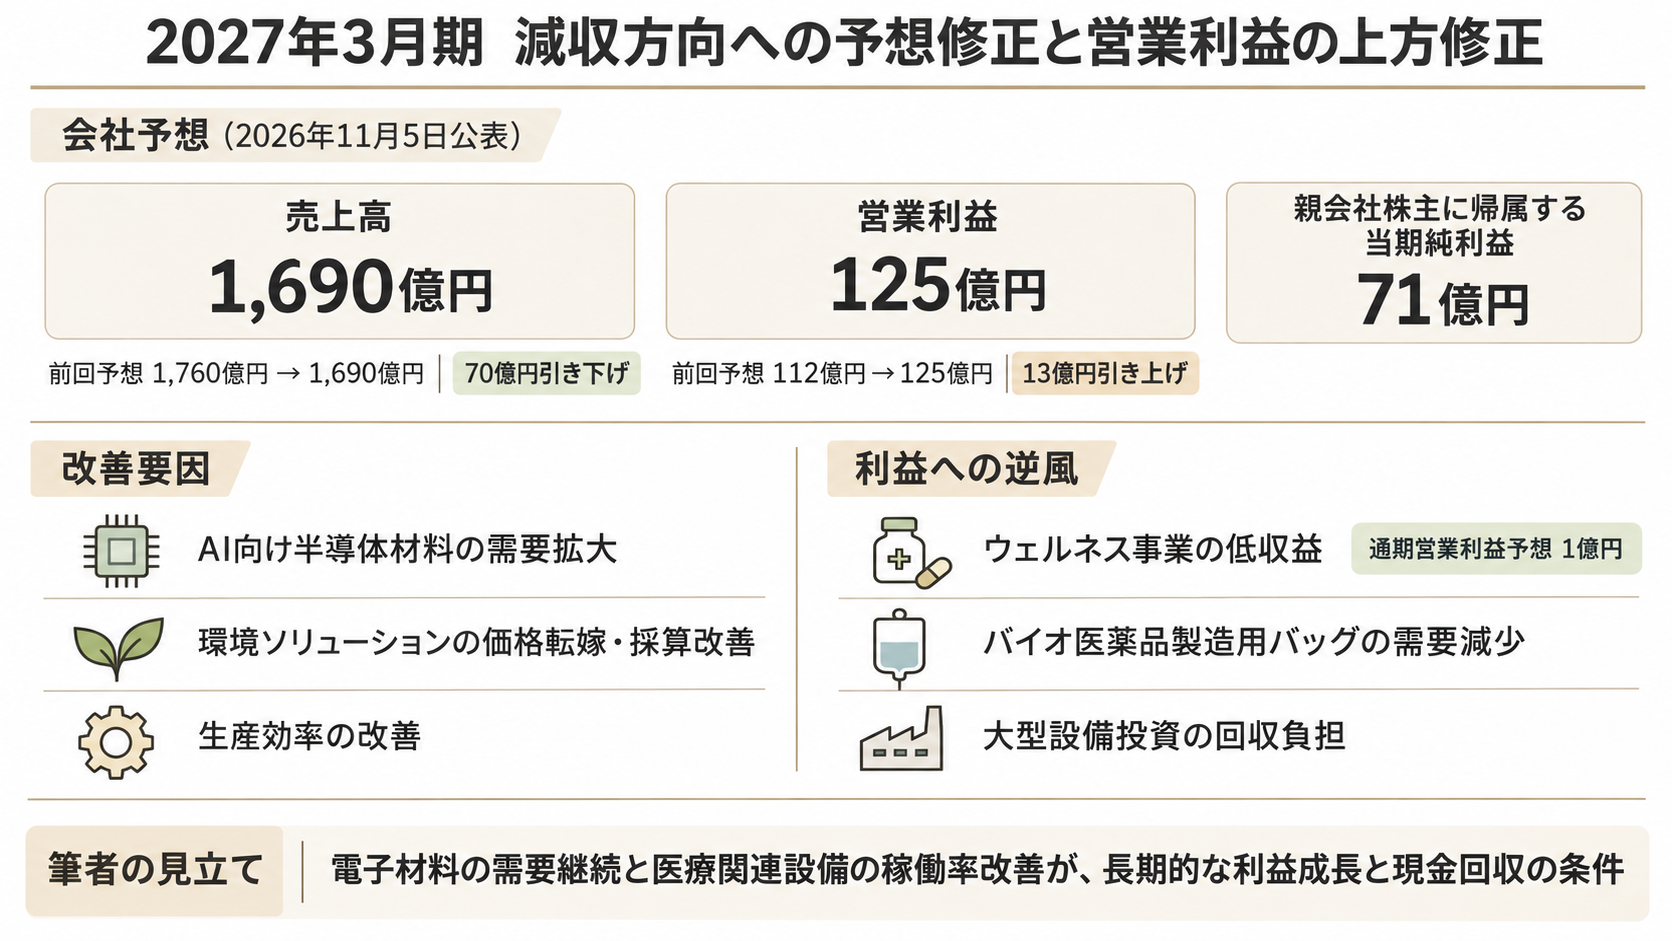 2027年3月期 減収方向への予想修正と営業利益の上方修正
会社予想（2026年11月5日公表）
売上高
1,690億円
前回予想 1,760億円 → 1,690億円
70億円引き下げ
営業利益
125億円
前回予想 112億円→125億円
13億円引き上げ
親会社株主に帰属する
当期純利益
71億円
改善要因
AI向け半導体材料の需要拡大
環境ソリューションの価格転嫁・採算改善
生産効率の改善
利益への逆風
ウェルネス事業の低収益
通期営業利益予想 1億円
バイオ医薬品製造用バッグの需要減少
大型設備投資の回収負担
筆者の見立て
電子材料の需要継続と医療関連設備の稼働率改善が、長期的な利益成長と現金回収の条件